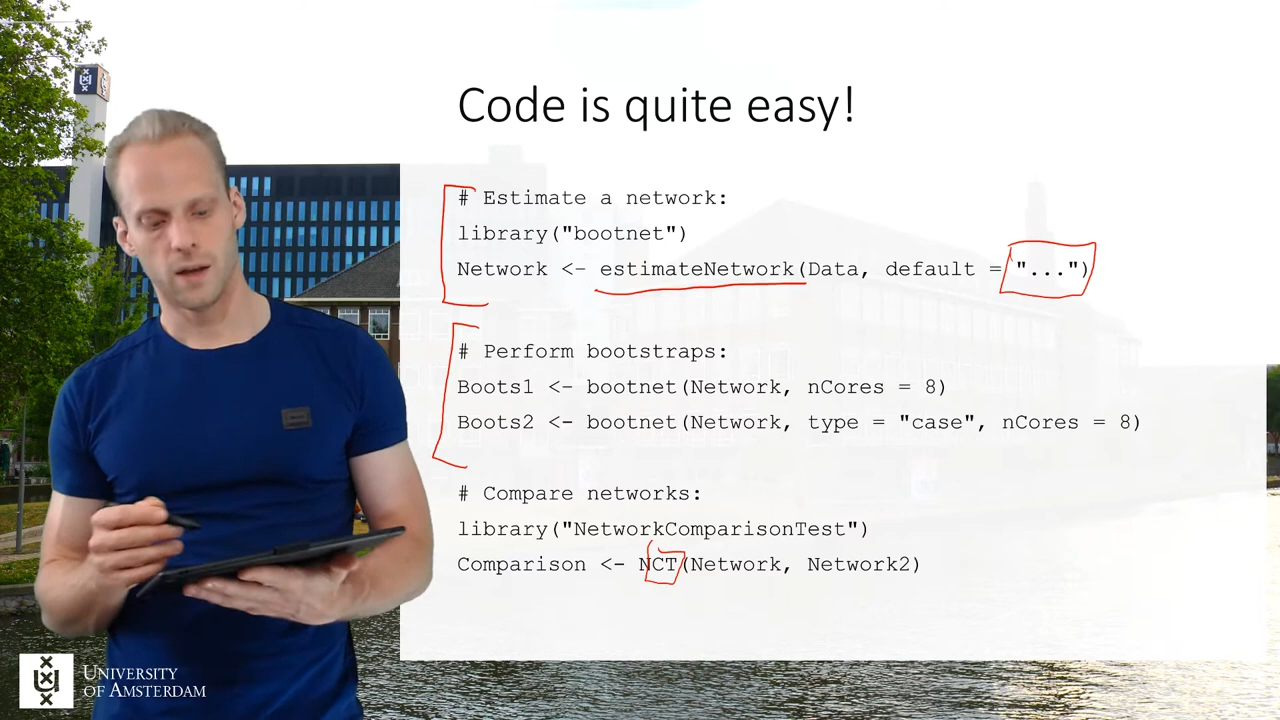 Code is quite easy!
# Estimate a network:
library("bootnet")
Network <- estimateNetwork(Data, default = "...")
# Perform bootstraps:
Boots1 <- bootnet(Network, nCores = 8)
Boots2 <- bootnet(Network, type = "case", nCores = 8)
# Compare networks:
library("NetworkComparisonTest")
Comparison <- NCT(Network, Network2)
UNIVERSITY
OF AMSTERDAM